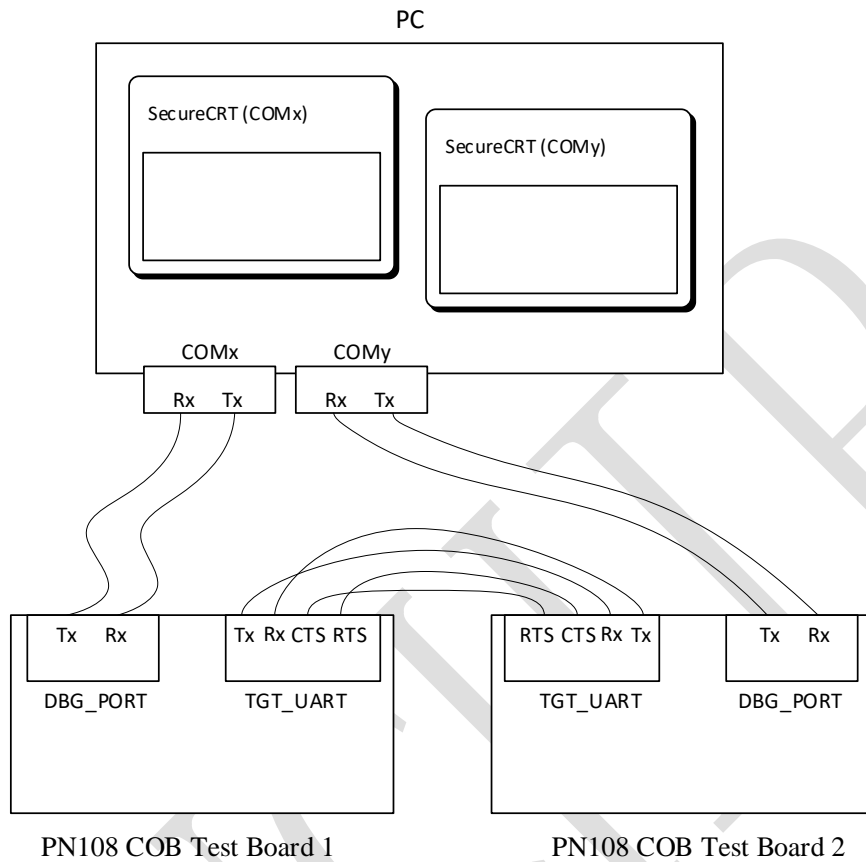 PC
SecureCRT (COMx)
SecureCRT (COMy)
COMx COMy
Rx Tx Rx Tx
Tx Rx Tx Rx CTS RTS RTS CTS Rx Tx Tx Rx
DBG_PORT TGT_UART TGT_UART DBG_PORT
PN108 COB Test Board 1 PN108 COB Test Board 2